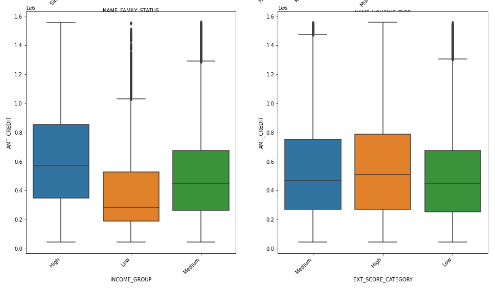 NAME_FAMILY_STATUS
1e6
1.6
1.4
1.2
1.0
0.8
0.6
0.4
0.2
0.0
AMT_CREDIT
High
Low
Medium
INCOME_GROUP
1e6
1.6
1.4
1.2
1.0
0.8
0.6
0.4
0.2
0.0
AMT_CREDIT
Medium
High
Low
EXT_SCORE_CATEGORY